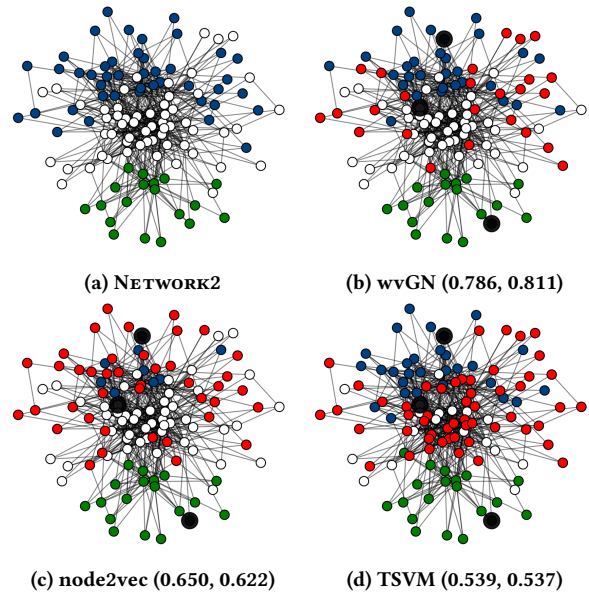 (a) NETWORK2
(b) wvGN (0.786, 0.811)
(c) node2vec (0.650, 0.622)
(d) TSVM (0.539, 0.537)